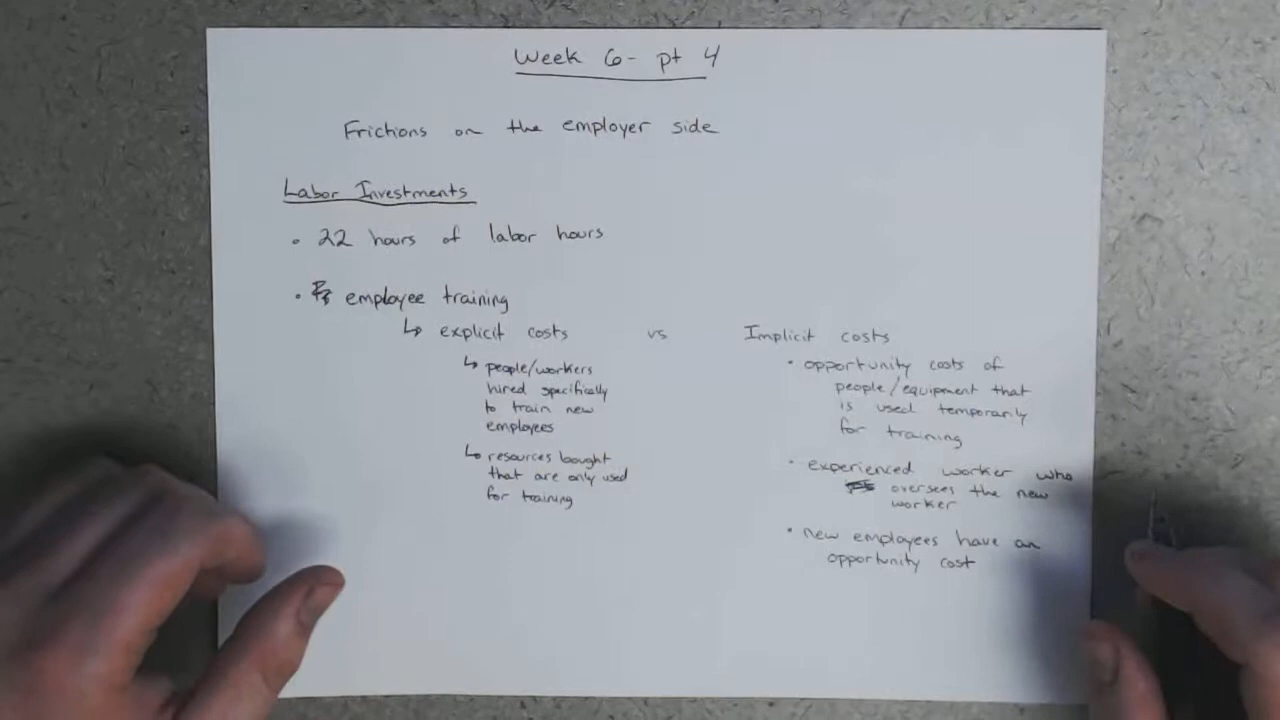 Week 6- pt 4
Frictions on the employer side
Labor Investments
• 22 hours of labor hours
• employee training
↳ explicit costs vs Implicit costs
↳ people/workers
hired specifically
to train new
employees
↳ resources bought
that are only used
for training
• opportunity costs of
people/equipment that
is used temporarily
for training
• experienced worker who
oversees the new
worker
• new employees have an
opportunity cost